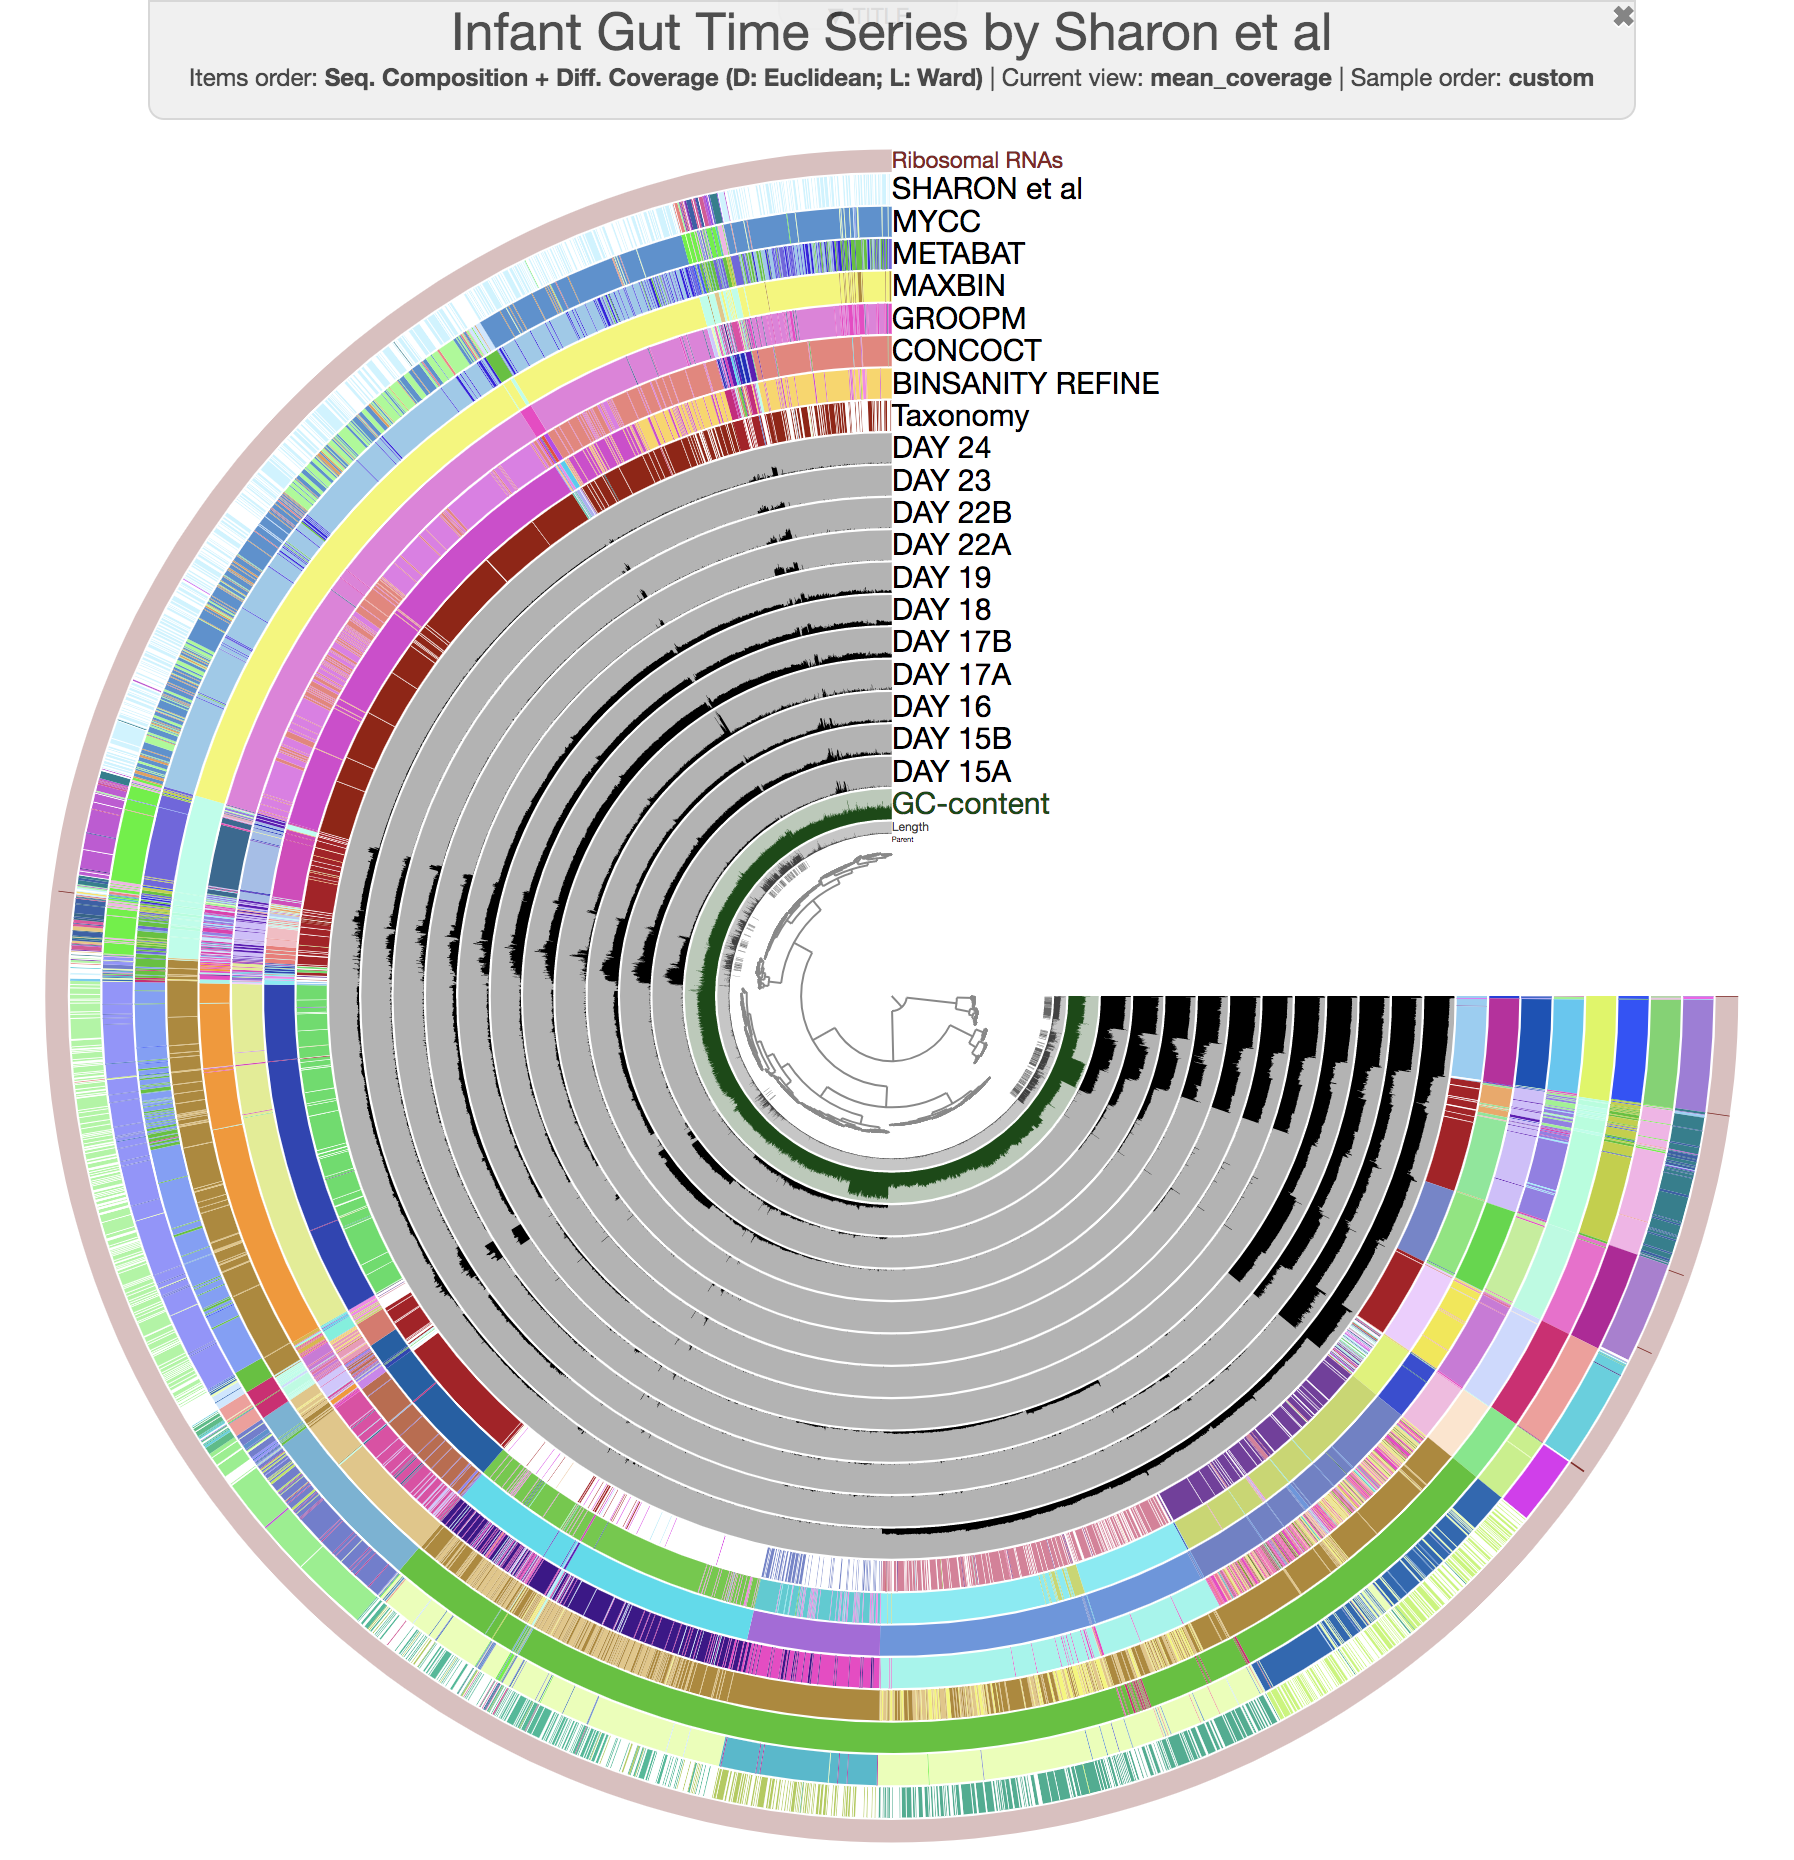 Infant Gut Time Series by Sharon et al
Items order: Seq. Composition + Diff. Coverage (D: Euclidean; L: Ward) | Current view: mean_coverage | Sample order: custom
Ribosomal RNAs
SHARON et al
MYCC
METABAT
MAXBIN
GROOPM
CONCOCT
BINSANITY REFINE
Taxonomy
DAY 24
DAY 23
DAY 22B
DAY 22A
DAY 19
DAY 18
DAY 17B
DAY 17A
DAY 16
DAY 15B
DAY 15A
GC-content
Length
Parent